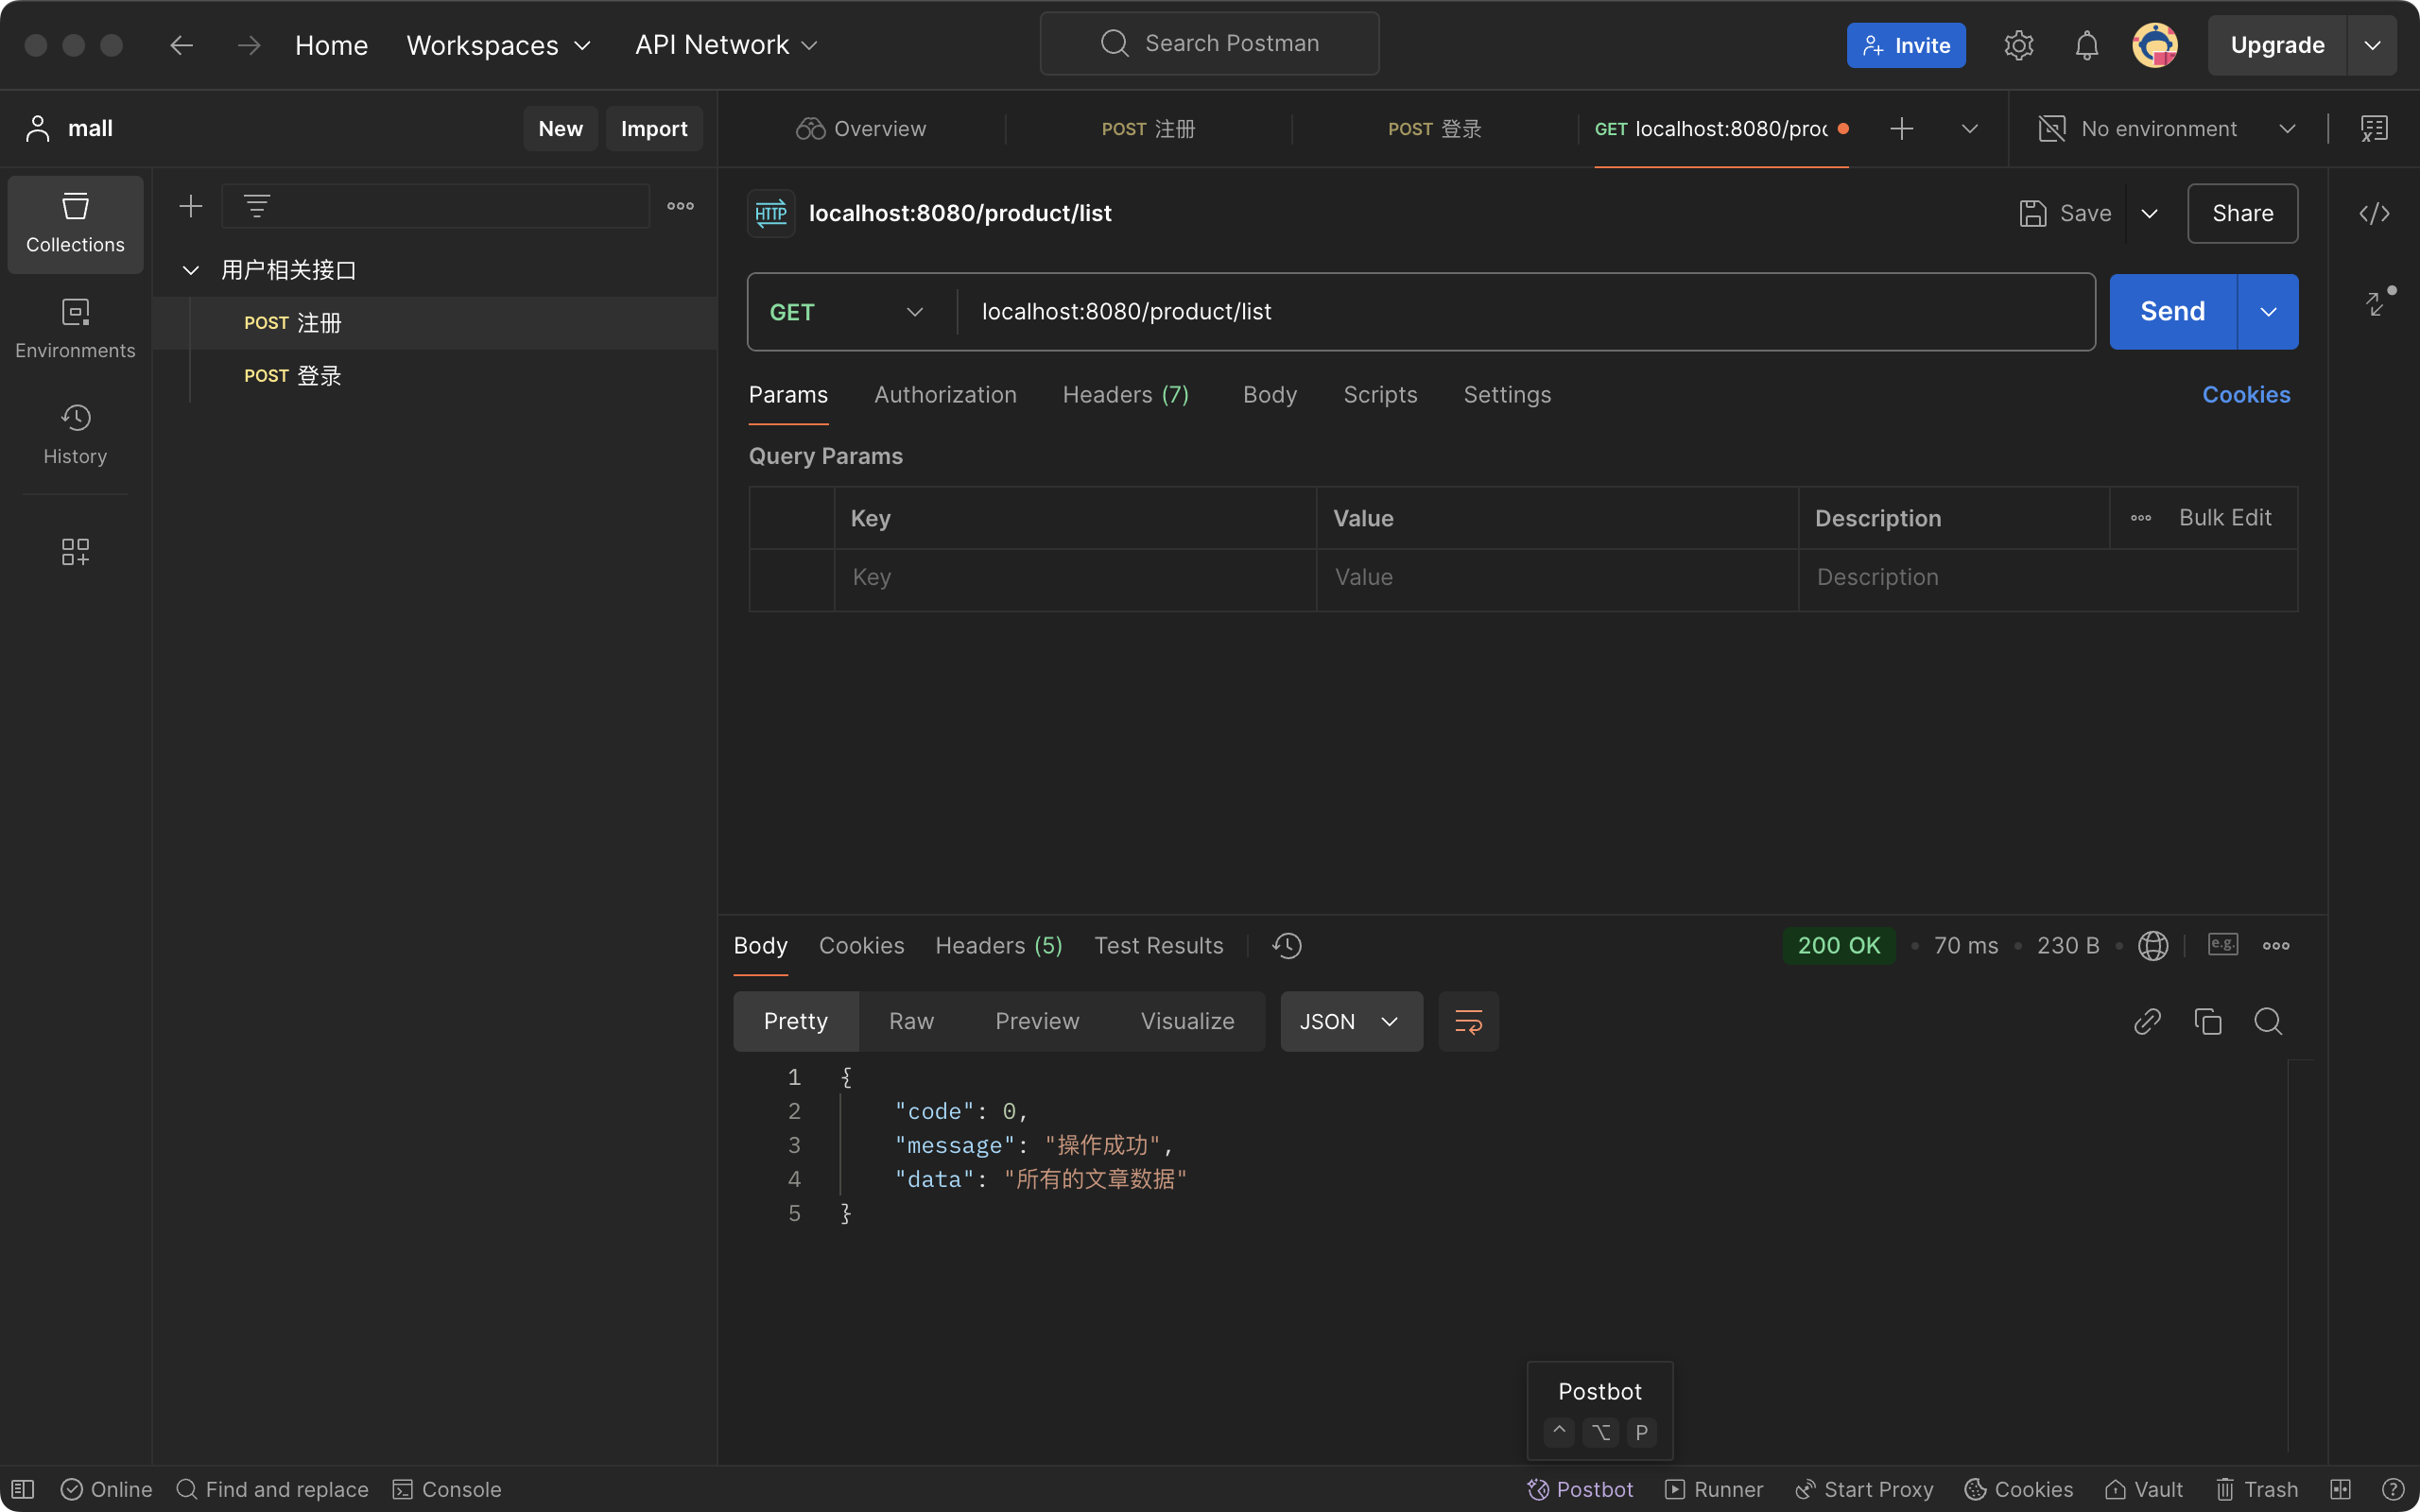 Home Workspaces API Network Search Postman Invite Upgrade
mall New Import Overview POST 注册 POST 登录 GET localhost:8080/proc No environment
Collections
Environments
History
用户相关接口
POST 注册
POST 登录
HTTP localhost:8080/product/list Save Share
GET localhost:8080/product/list Send
Params Authorization Headers (7) Body Scripts Settings Cookies
Query Params
Key Value Description Bulk Edit
Key Value Description
Body Cookies Headers (5) Test Results 200 OK 70 ms 230 B e.g.
Pretty Raw Preview Visualize JSON
1 {
2 "code": 0,
3 "message": "操作成功",
4 "data": "所有的文章数据"
5 }
Postbot
^ ⌥ P
Online Find and replace Console Postbot Runner Start Proxy Cookies Vault Trash